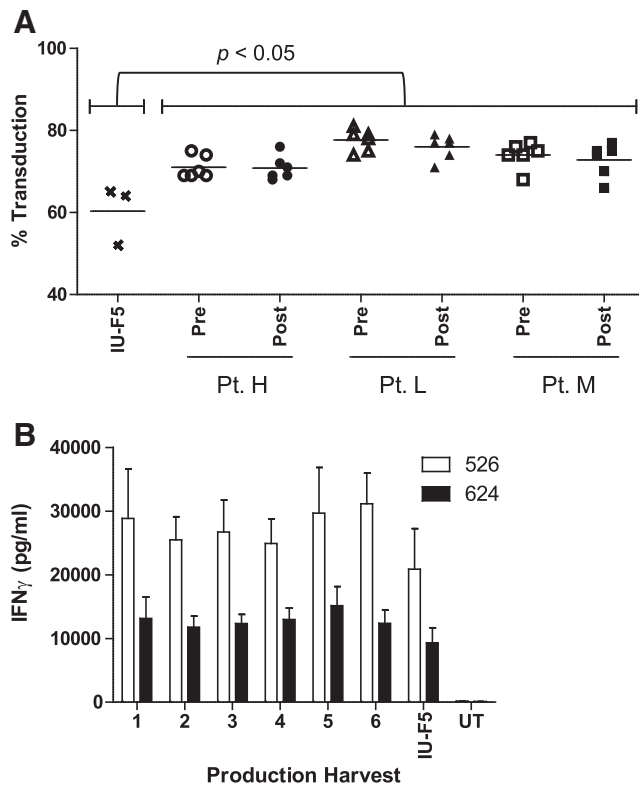 A
p < 0.05
% Transduction
100
80
60
40
IU-F5
Pre
Post
Pre
Post
Pre
Post
Pt. H
Pt. L
Pt. M
B
IFNγ (pg/ml)
40000
30000
20000
10000
0
526
624
1 2 3 4 5 6 IU-F5 UT
Production Harvest